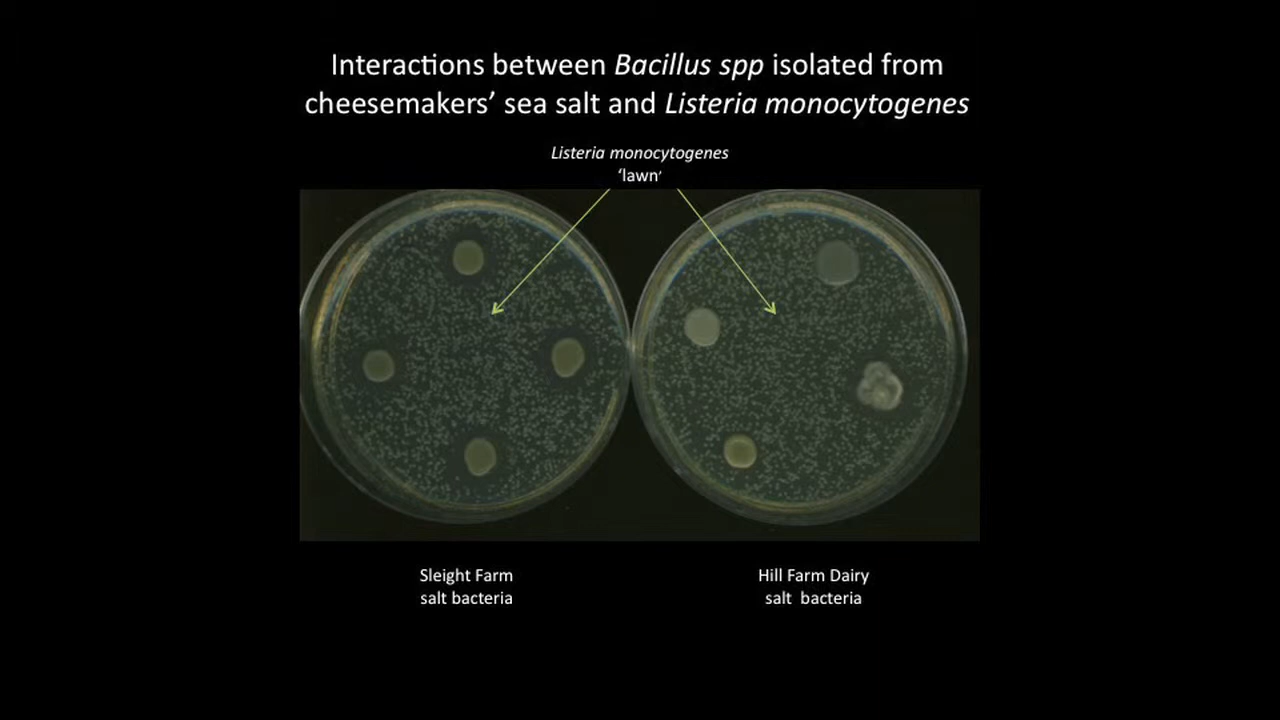 Interactions between Bacillus spp isolated from
cheesemakers’ sea salt and Listeria monocytogenes
Listeria monocytogenes
‘lawn’
Sleight Farm
salt bacteria
Hill Farm Dairy
salt bacteria